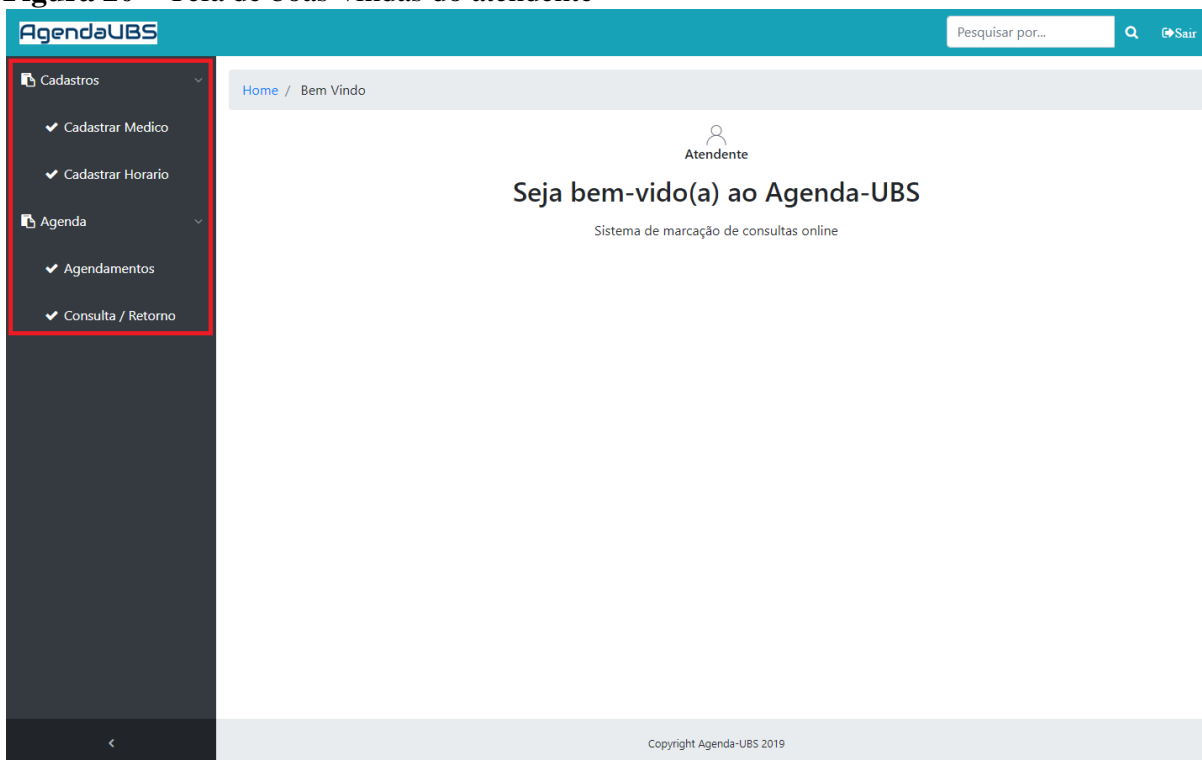 Figura 20 – Tela de boas-vindas do atendente
AgendaUBS
Pesquisar por...
Sair
Cadastros
Cadastrar Medico
Cadastrar Horario
Agenda
Agendamentos
Consulta / Retorno
Home / Bem Vindo
Atendente
Seja bem-vido(a) ao Agenda-UBS
Sistema de marcação de consultas online
Copyright Agenda-UBS 2019